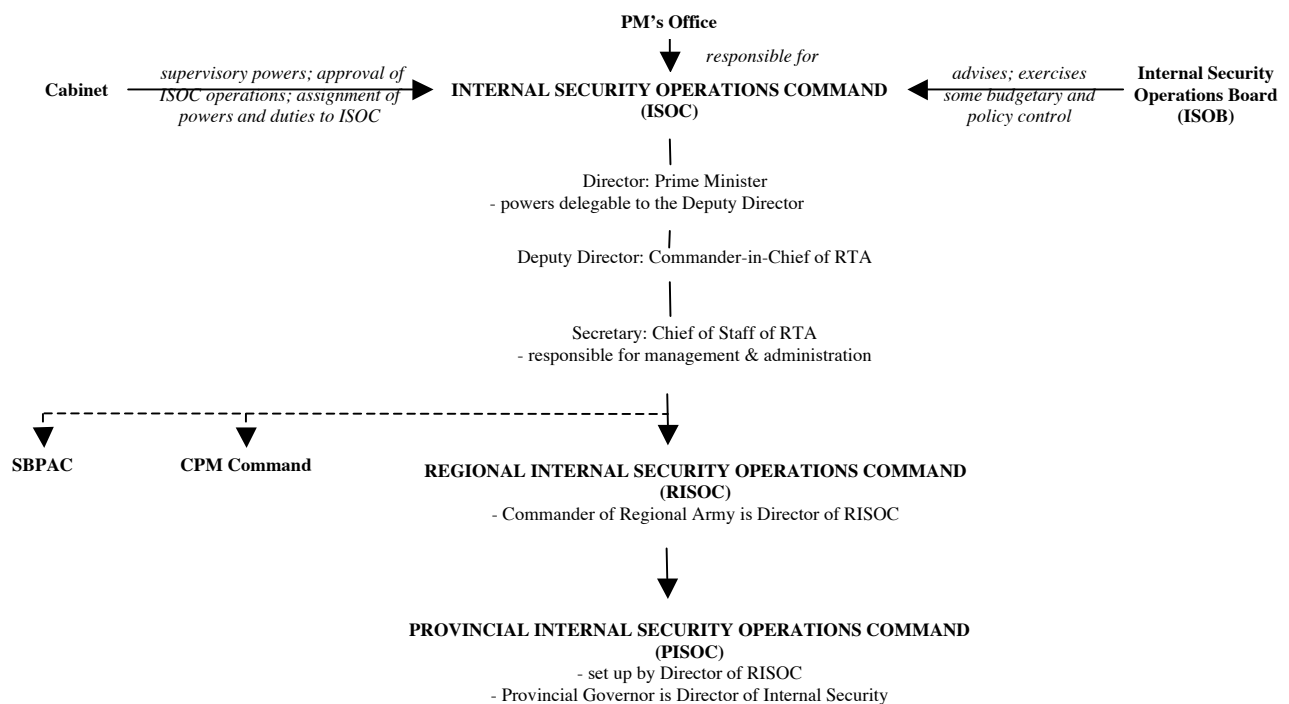 PM's Office
responsible for
Cabinet
supervisory powers; approval of
ISOC operations; assignment of
powers and duties to ISOC
INTERNAL SECURITY OPERATIONS COMMAND
(ISOC)
advises; exercises
some budgetary and
policy control
Internal Security
Operations Board
(ISOB)
Director: Prime Minister
- powers delegable to the Deputy Director
Deputy Director: Commander-in-Chief of RTA
Secretary: Chief of Staff of RTA
- responsible for management & administration
SBPAC
CPM Command
REGIONAL INTERNAL SECURITY OPERATIONS COMMAND
(RISOC)
- Commander of Regional Army is Director of RISOC
PROVINCIAL INTERNAL SECURITY OPERATIONS COMMAND
(PISOC)
- set up by Director of RISOC
- Provincial Governor is Director of Internal Security